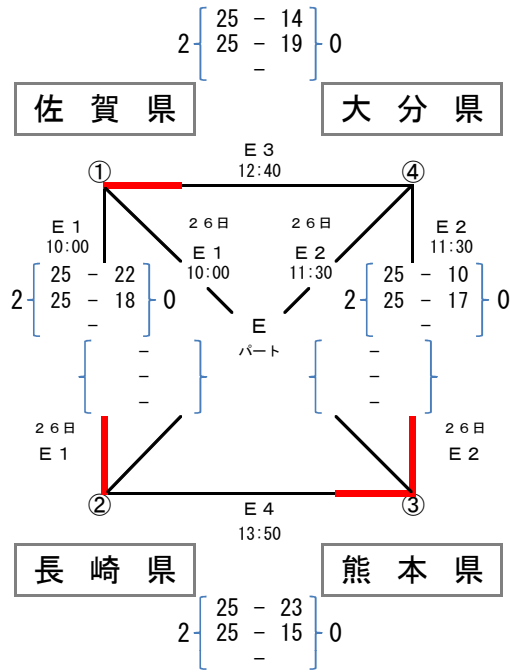 25 － 14
2 25 － 19 0
－
佐 賀 県
大 分 県
Ｅ３
12:40
①
④
２６日
２６日
Ｅ１
10:00
Ｅ１
10:00
Ｅ２
11:30
Ｅ２
11:30
25 － 22
2 25 － 18 0
－
25 － 10
2 25 － 17 0
－
Ｅ
パート
－
－
－
－
－
－
２６日
Ｅ１
２６日
Ｅ２
②
③
Ｅ４
13:50
長 崎 県
熊 本 県
25 － 23
2 25 － 15 0
－